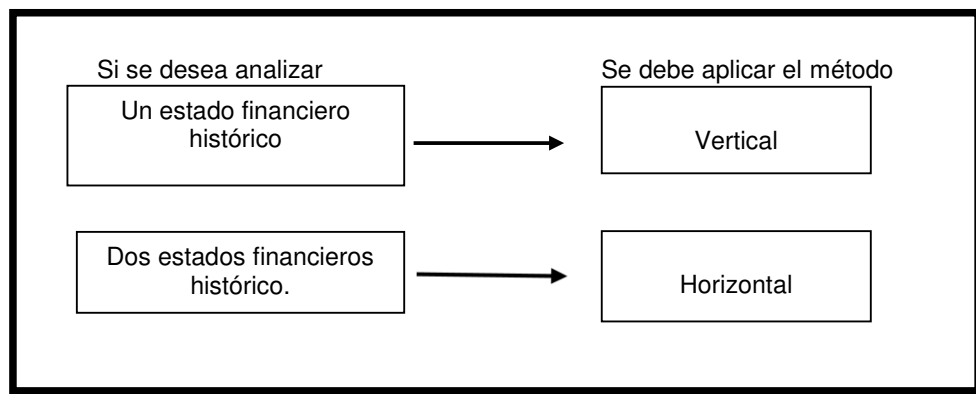 Si se desea analizar
Se debe aplicar el método
Un estado financiero
histórico
Vertical
Dos estados financieros
histórico.
Horizontal